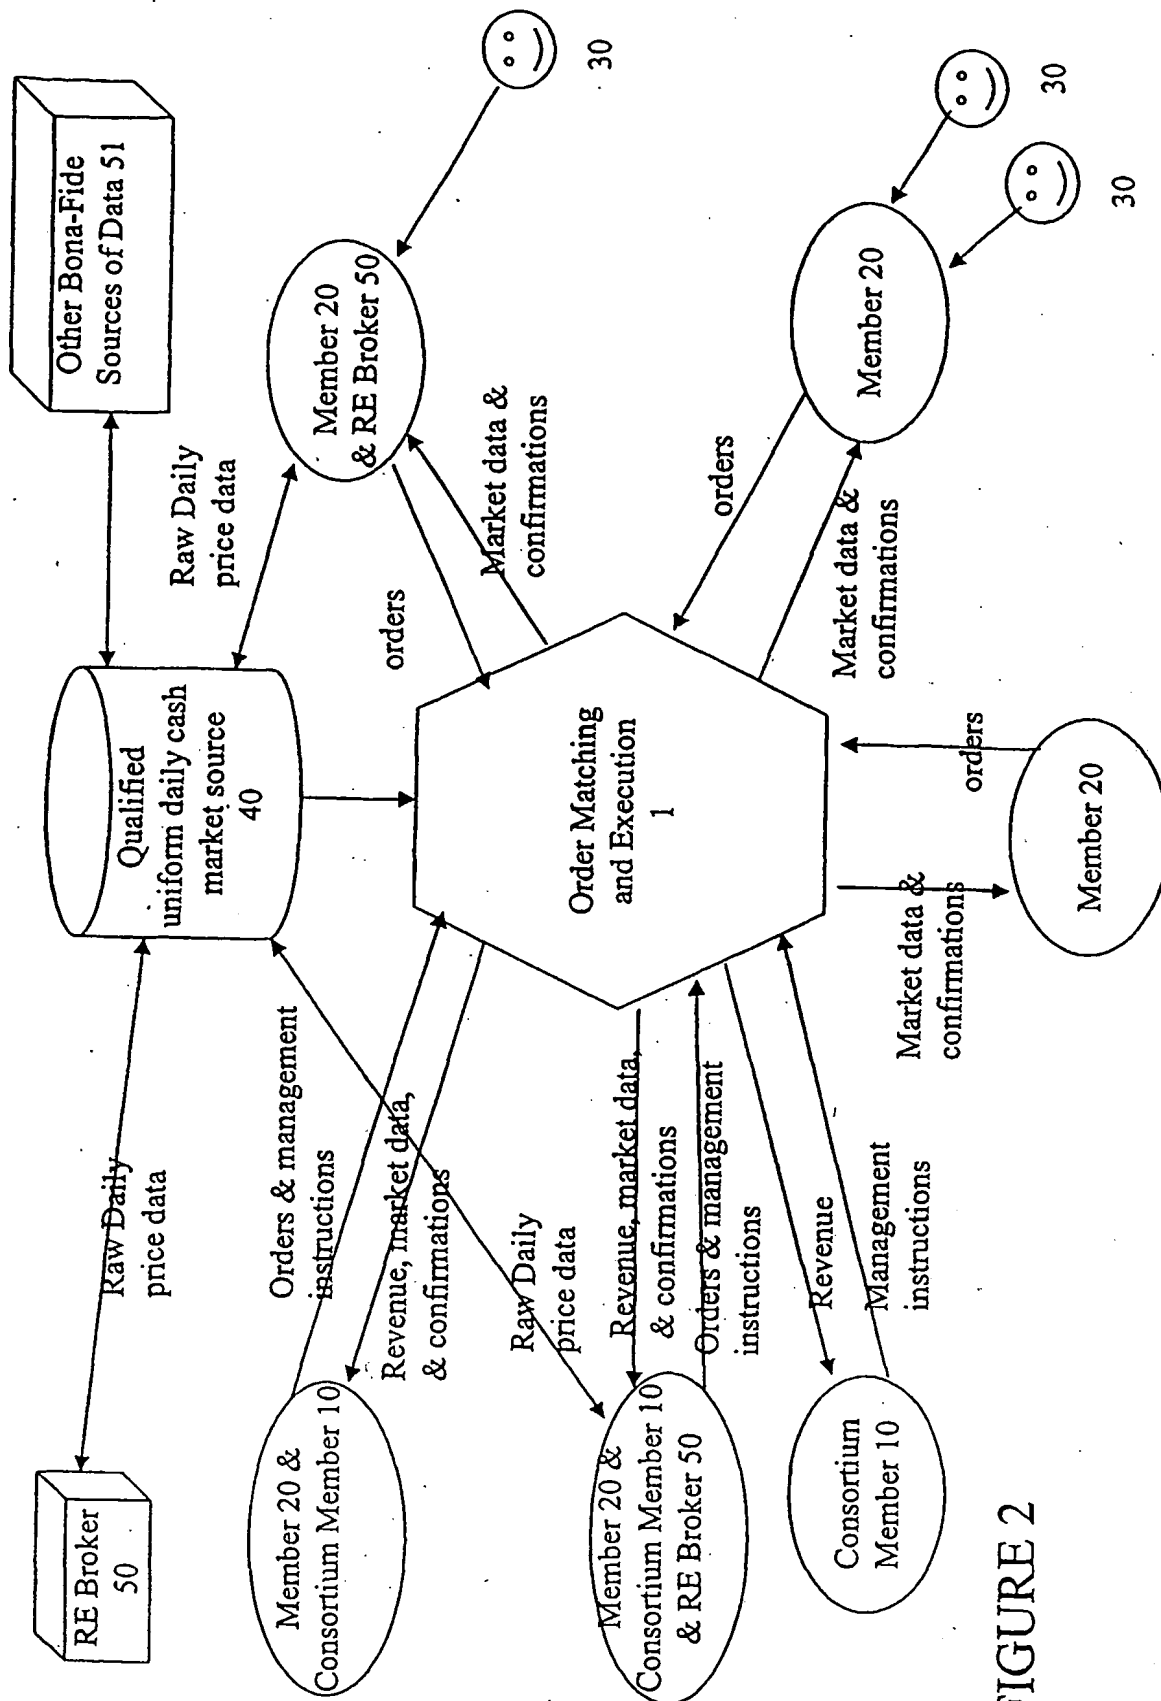 RE Broker
50
Raw Daily
price data
Qualified
uniform daily cash
market source
40
Other Bona-Fide
Sources of Data 51
Raw Daily
price data
Member 20 &
Consortium Member 10
Orders & management
instructions
Revenue, market data,
& confirmations
orders
Member 20
& RE Broker 50
Market data &
confirmations
30
Raw Daily
price data
Member 20 &
Consortium Member 10
& RE Broker 50
Revenue, market data,
& confirmations
Orders & management
instructions
Order Matching
and Execution
1
orders
Market data &
confirmations
Member 20
30
30
Consortium
Member 10
Revenue
Management
instructions
Market data &
confirmations
orders
Member 20
FIGURE 2